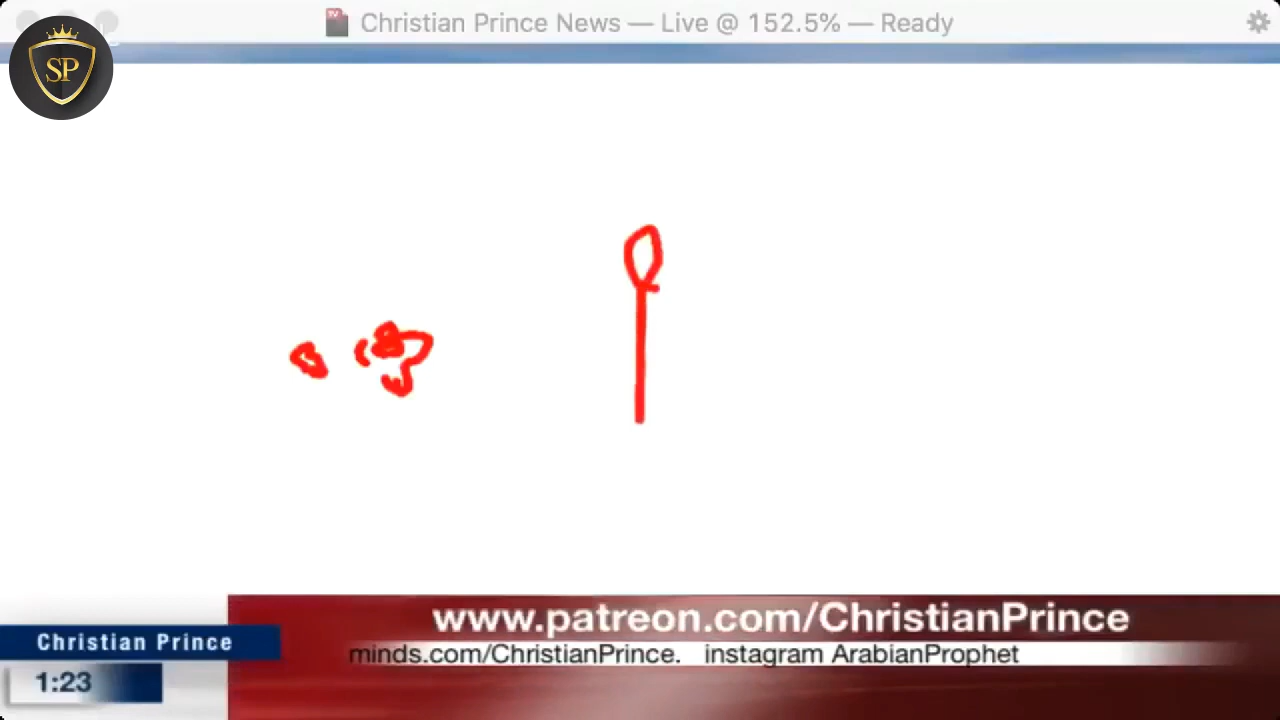 Christian Prince News — Live @ 152.5% — Ready
SP
www.patreon.com/ChristianPrince
Christian Prince
minds.com/ChristianPrince. instagram ArabianProphet
1:23